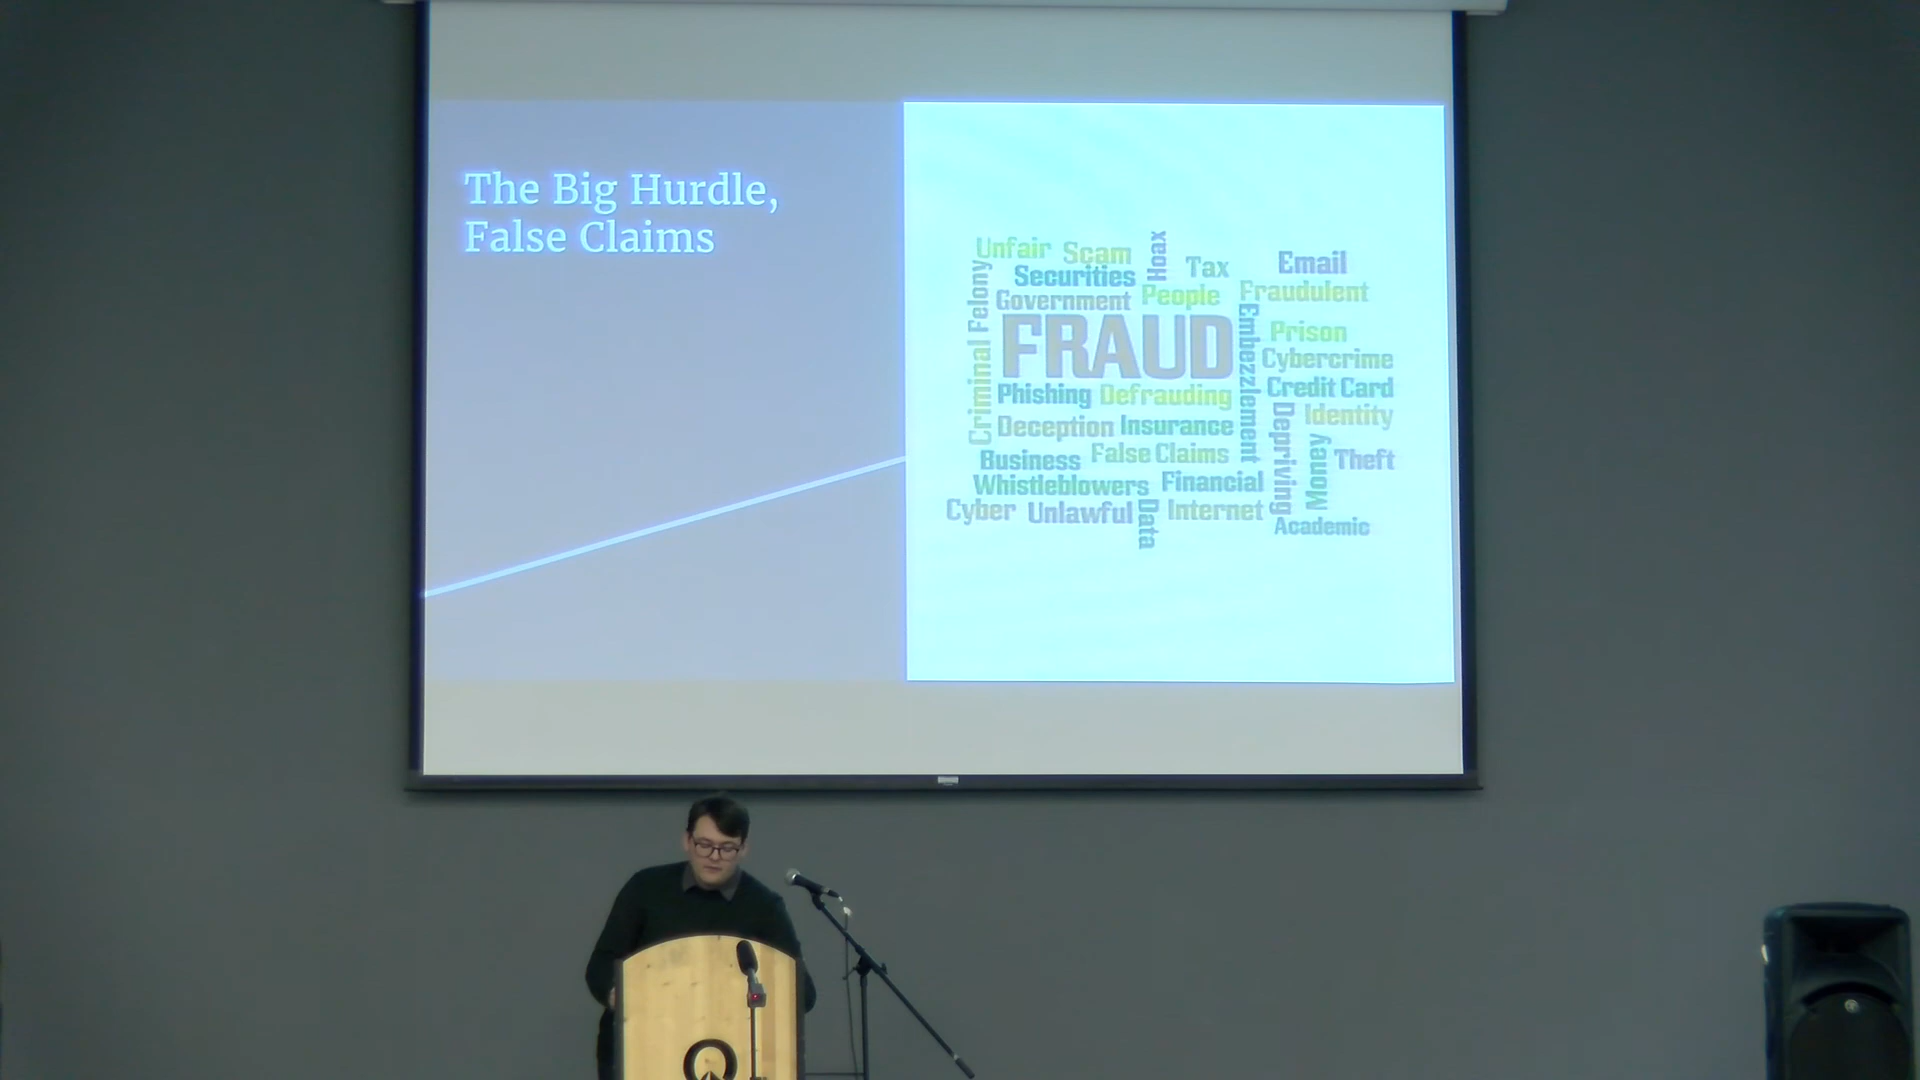 The Big Hurdle,
False Claims
Unfair Scam Hoax Tax Email
Securities
Government People Fraudulent
Criminal Felony
FRAUD
Embezzlement
Prison
Cybercrime
Phishing Defrauding Credit Card
Deception Insurance Depriving Identity
Business False Claims Money Theft
Whistleblowers Financial
Cyber Unlawful Data Internet
Academic